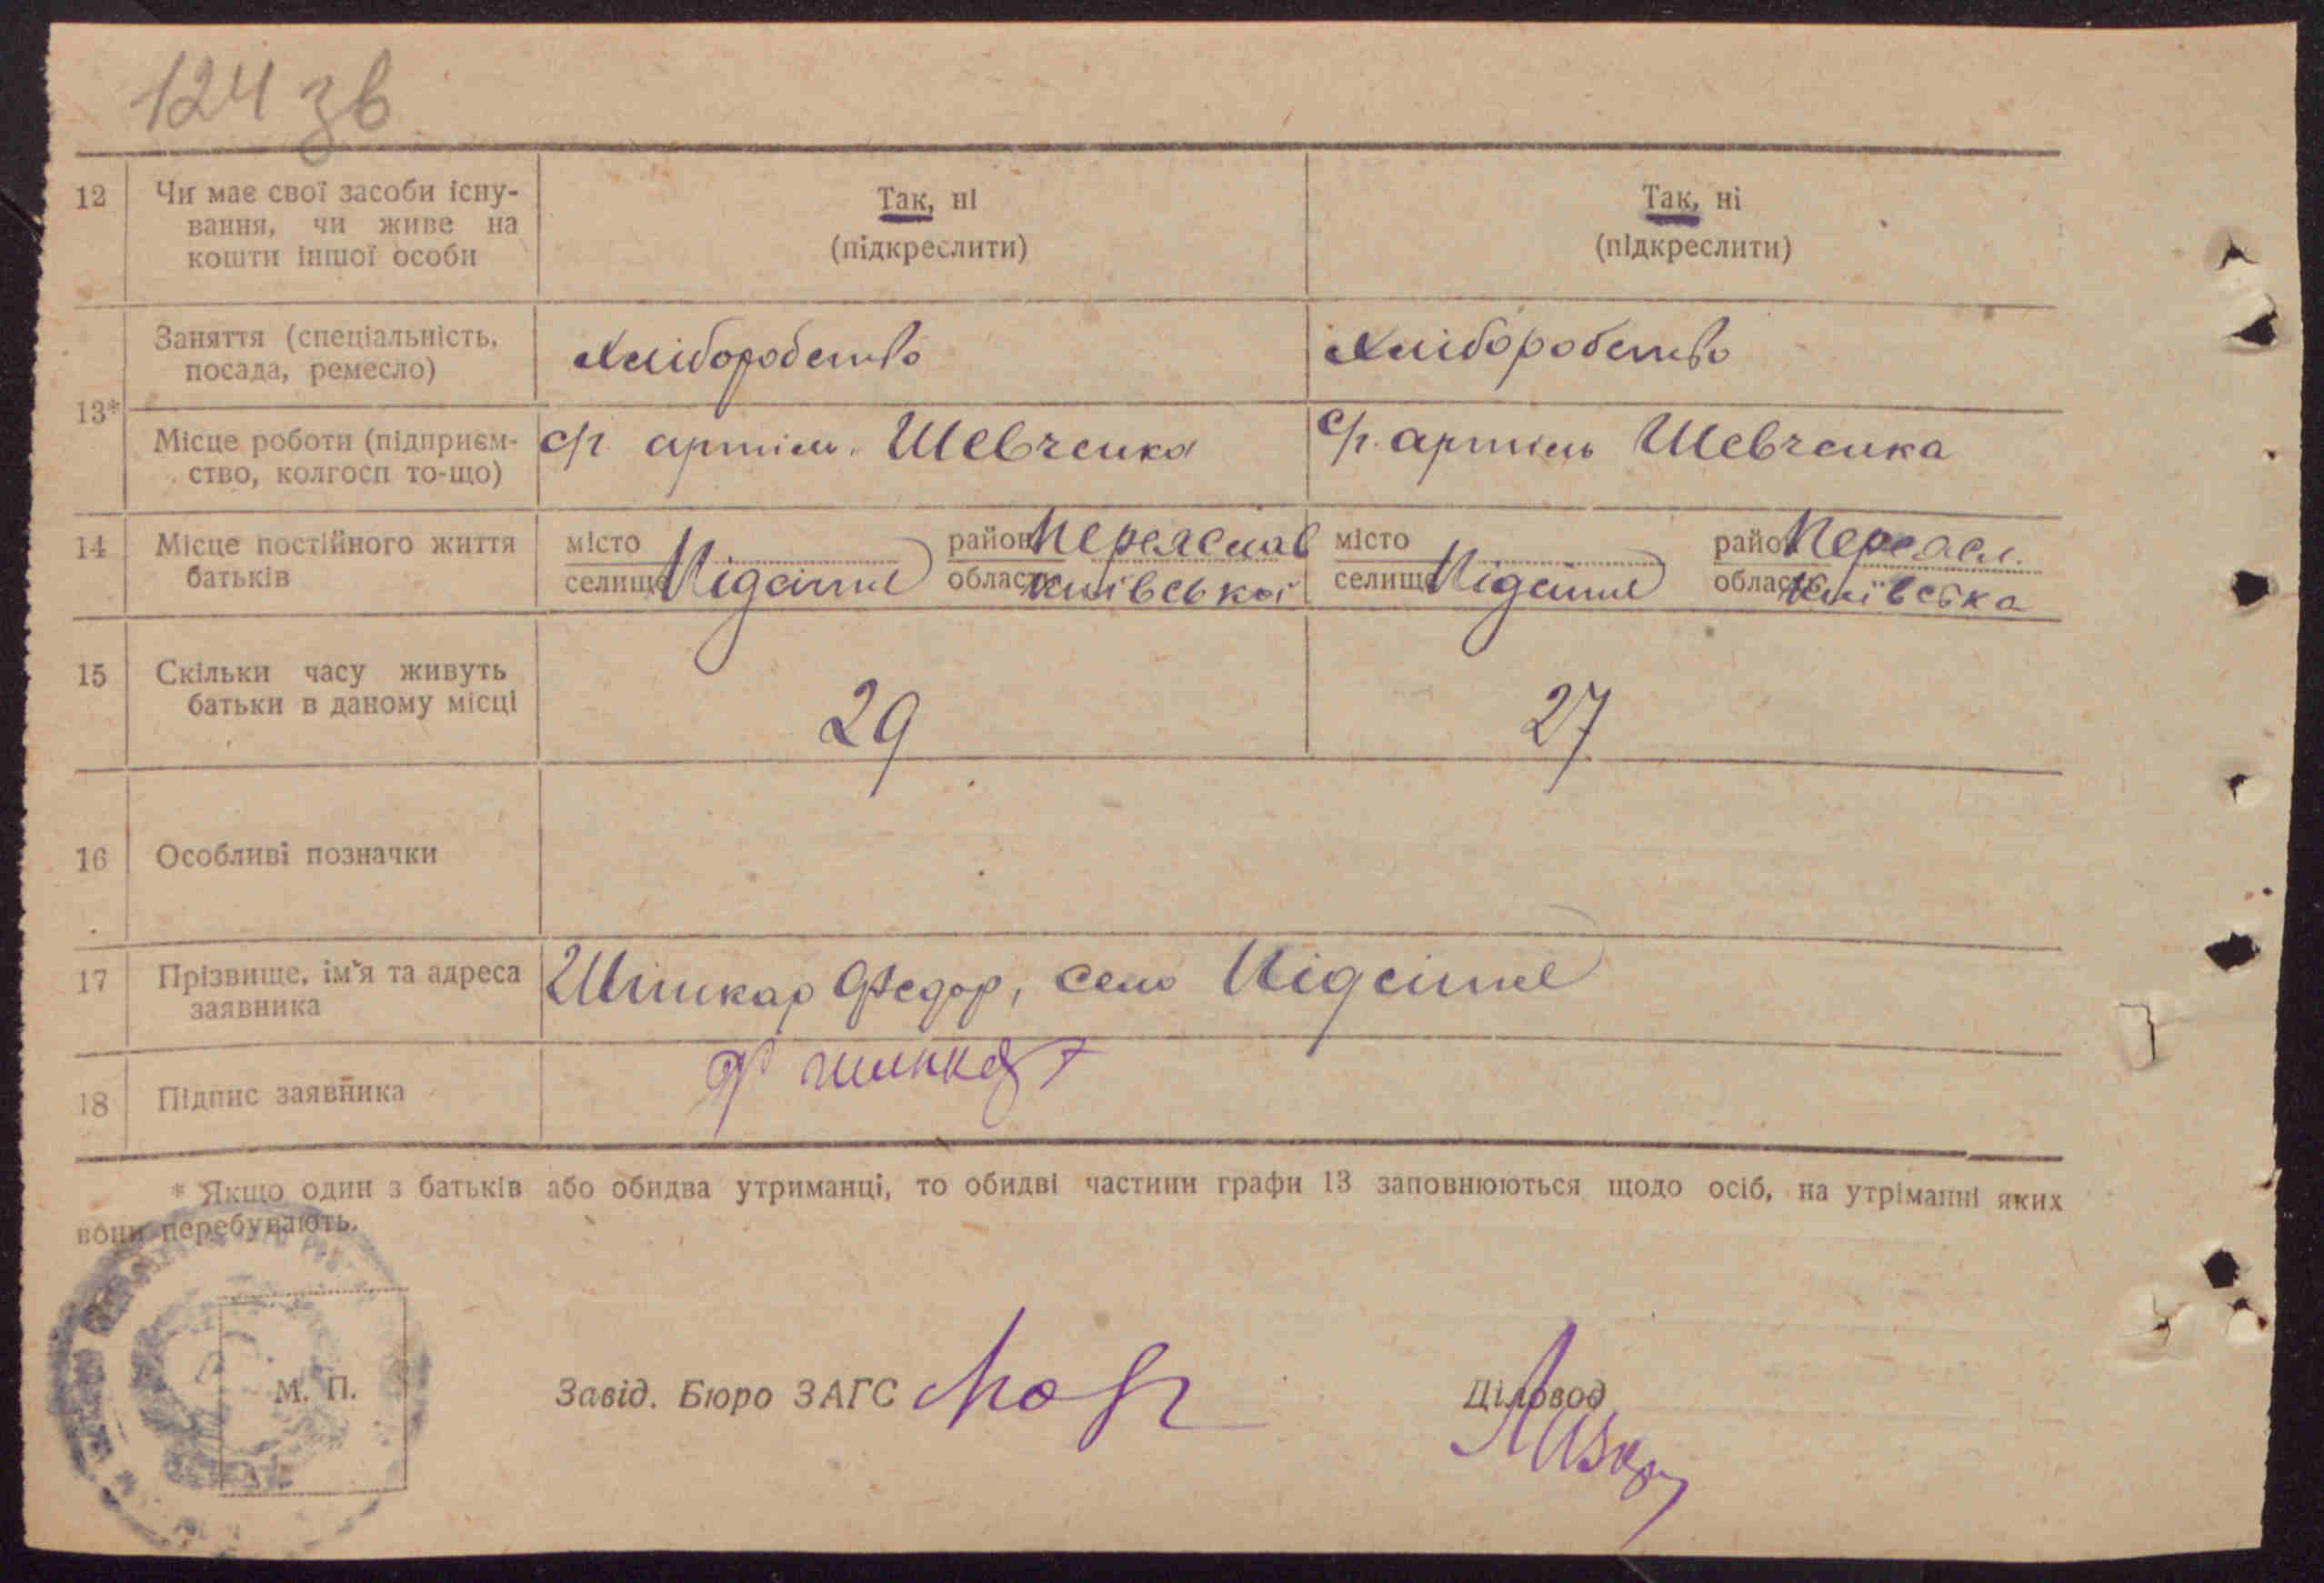 124 зв
12 Чи має свої засоби існу-
вання, чи живе на
кошти іншої особи
Так, ні
(підкреслити)
Так, ні
(підкреслити)
13*
Заняття (спеціальність,
посада, ремесло)
Хліборобство
Хліборобство
Місце роботи (підприєм-
ство, колгосп то-що)
с/г. артіль. Шевченка
с/г. артіль Шевченка
14 Місце постійного життя
батьків
місто
селище Підсінне
район Переяслав
область Київської
місто
селище Підсінне
район Переясл.
область Київська
15 Скільки часу живуть
батьки в даному місці
29
27
16 Особливі позначки
17 Прізвище, ім'я та адреса
заявника
Шинкар Федор, село Підсінне
18 Підпис заявника
Ф шинкар
* Якщо один з батьків або обидва утриманці, то обидві частини графи 13 заповнюються щодо осіб, на утріманні яких
вони перебувають.
М. П.
Завід. Бюро ЗАГС
Діловод